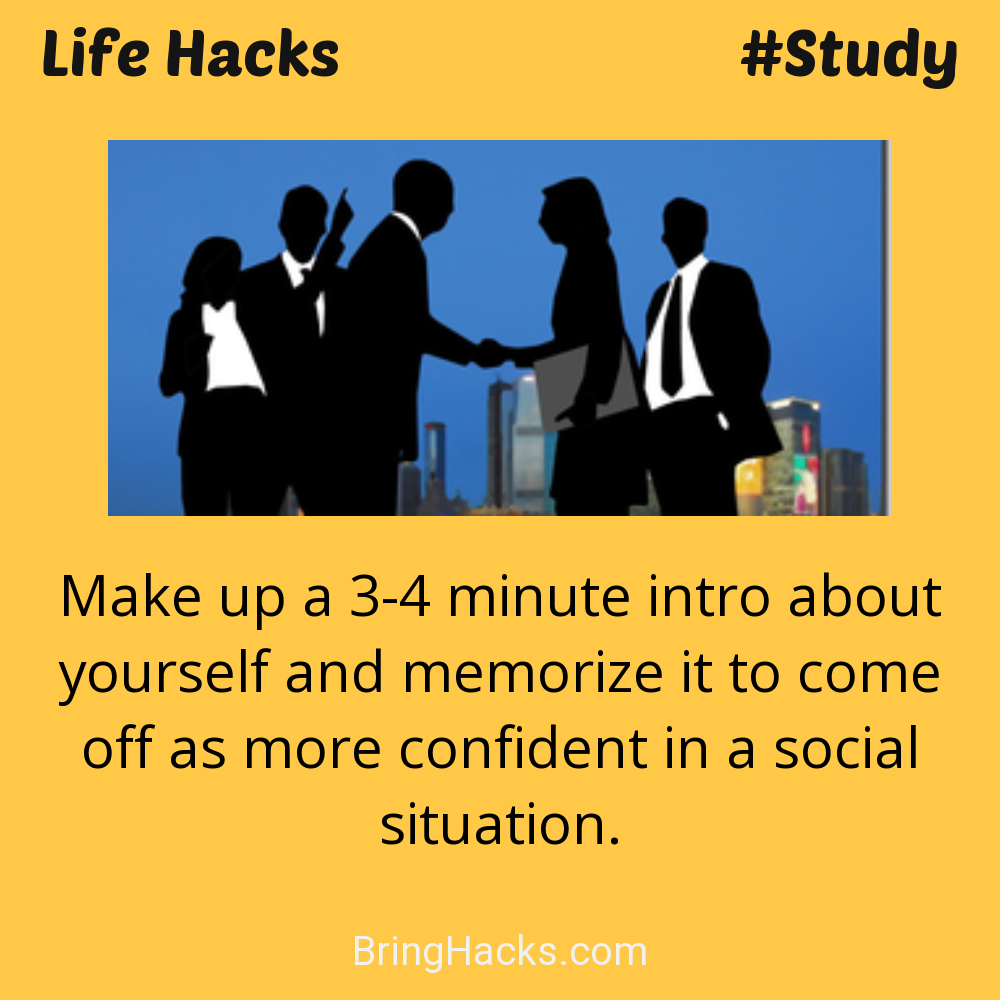 Life Hacks
#Study
Make up a 3-4 minute intro about
yourself and memorize it to come
off as more confident in a social
situation.
BringHacks.com